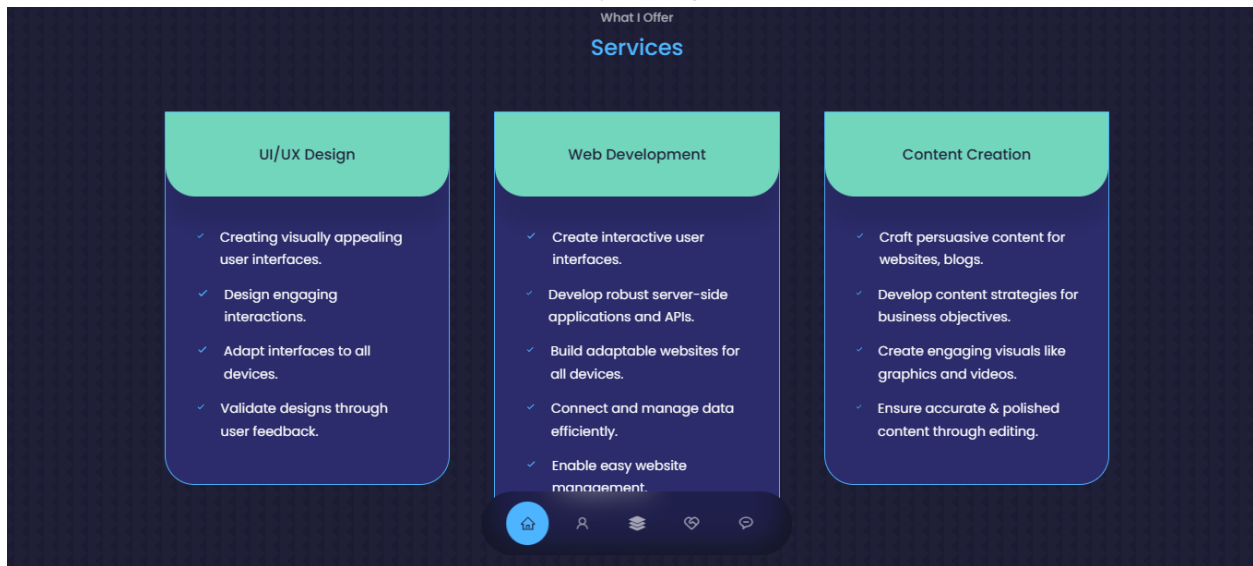 What I Offer
Services
UI/UX Design
Creating visually appealing
user interfaces.
Design engaging
interactions.
Adapt interfaces to all
devices.
Validate designs through
user feedback.
Web Development
Create interactive user
interfaces.
Develop robust server-side
applications and APIs.
Build adaptable websites for
all devices.
Connect and manage data
efficiently.
Enable easy website
management.
Content Creation
Craft persuasive content for
websites, blogs.
Develop content strategies for
business objectives.
Create engaging visuals like
graphics and videos.
Ensure accurate & polished
content through editing.